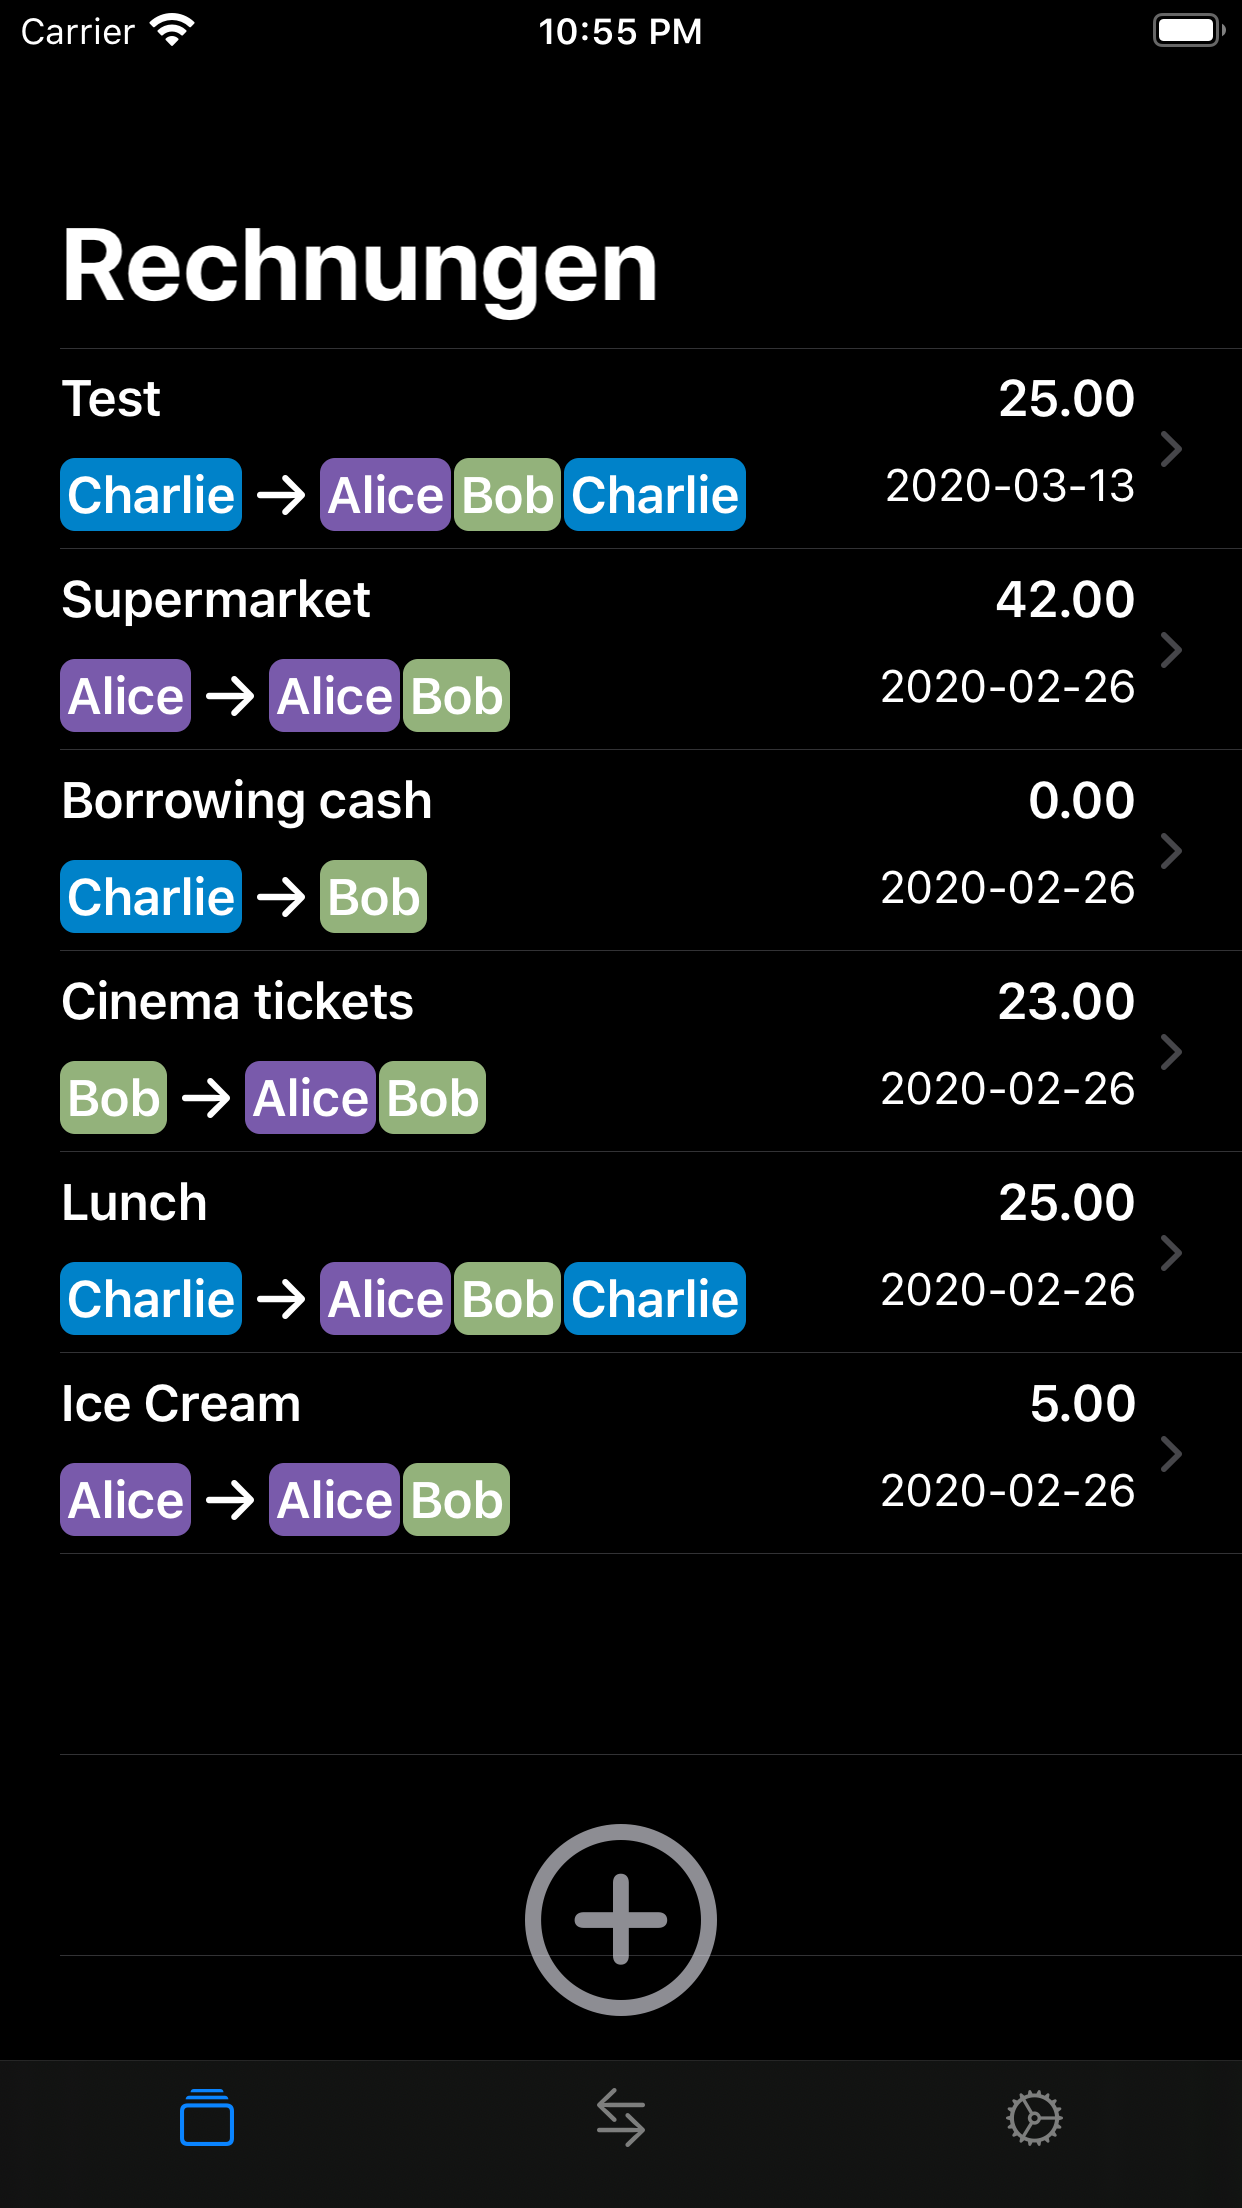 Carrier 10:55 PM
Rechnungen
Test 25.00
Charlie → Alice Bob Charlie 2020-03-13
Supermarket 42.00
Alice → Alice Bob 2020-02-26
Borrowing cash 0.00
Charlie → Bob 2020-02-26
Cinema tickets 23.00
Bob → Alice Bob 2020-02-26
Lunch 25.00
Charlie → Alice Bob Charlie 2020-02-26
Ice Cream 5.00
Alice → Alice Bob 2020-02-26